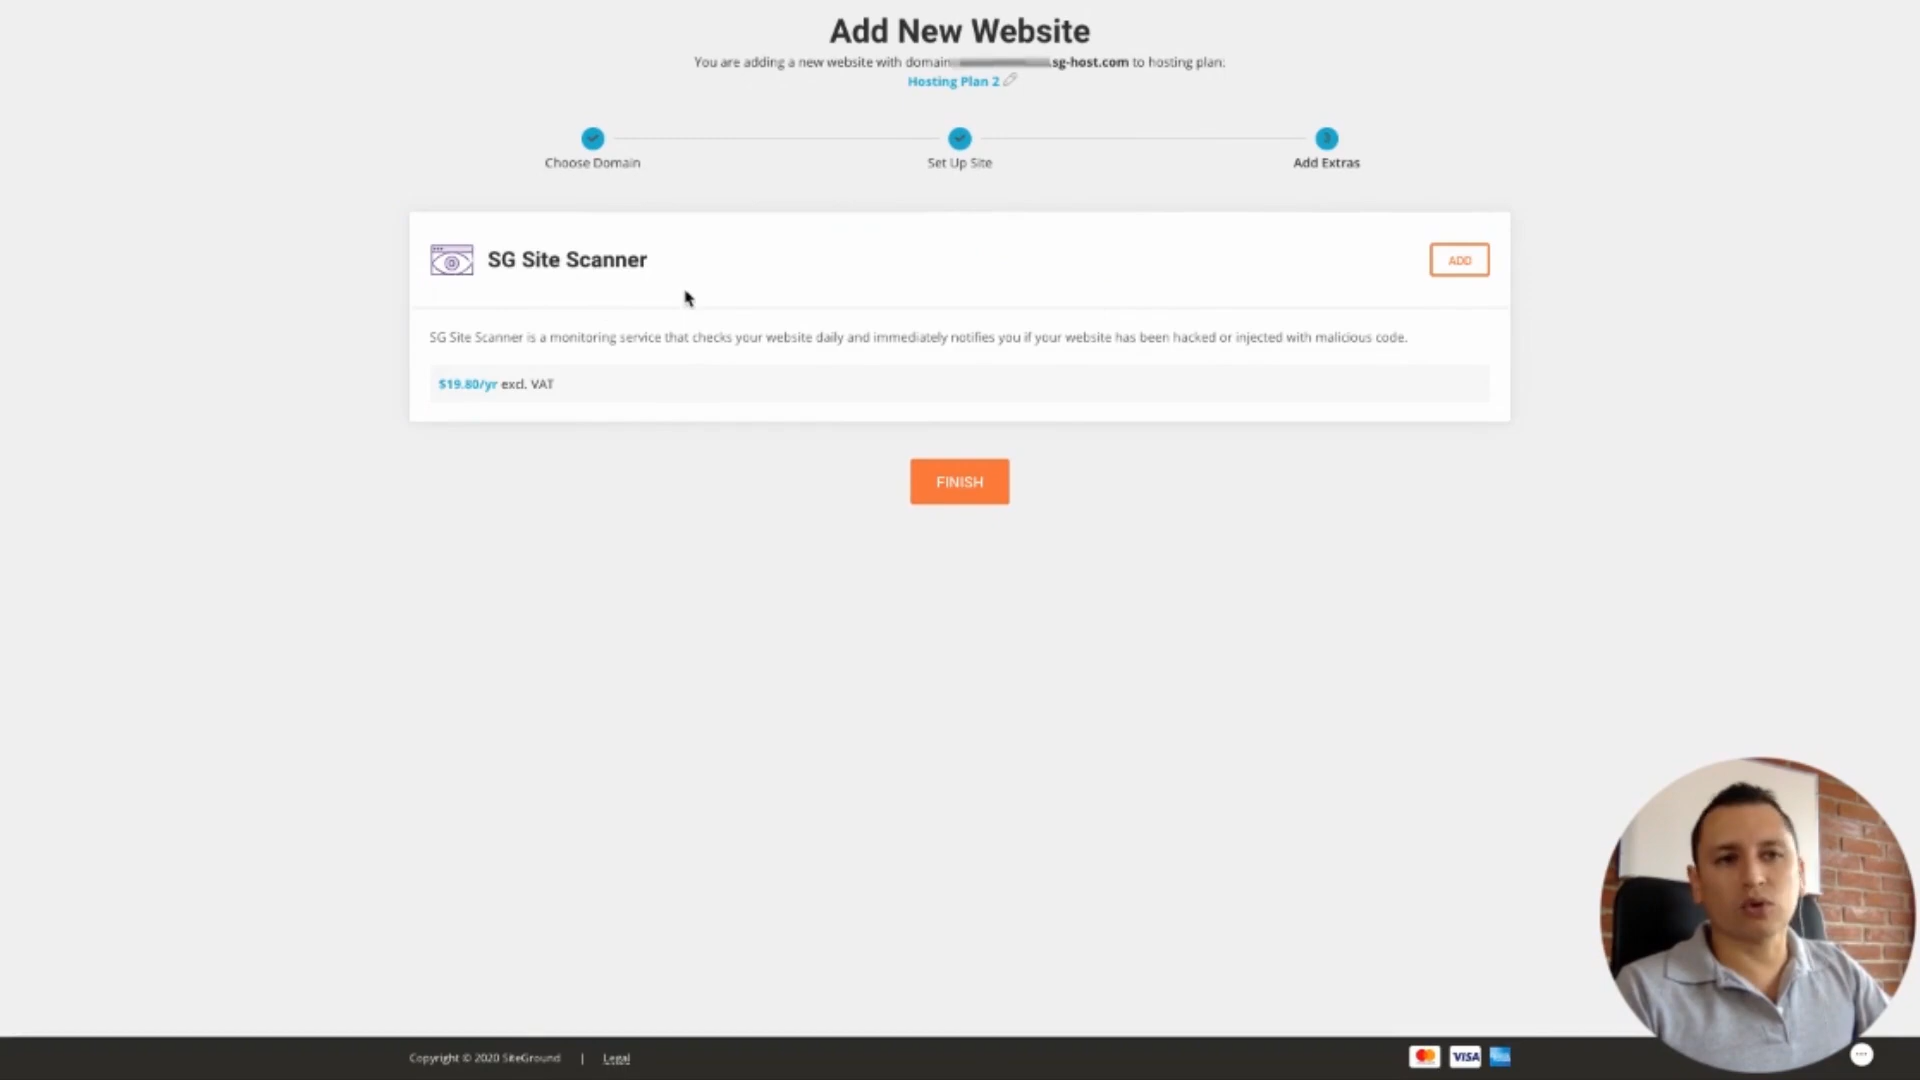 Add New Website
You are adding a new website with domain .sg-host.com to hosting plan:
Hosting Plan 2
Choose Domain
Set Up Site
3
Add Extras
SG Site Scanner
ADD
SG Site Scanner is a monitoring service that checks your website daily and immediately notifies you if your website has been hacked or injected with malicious code.
$19.80/yr excl. VAT
FINISH
Copyright © 2020 SiteGround | Legal
VISA